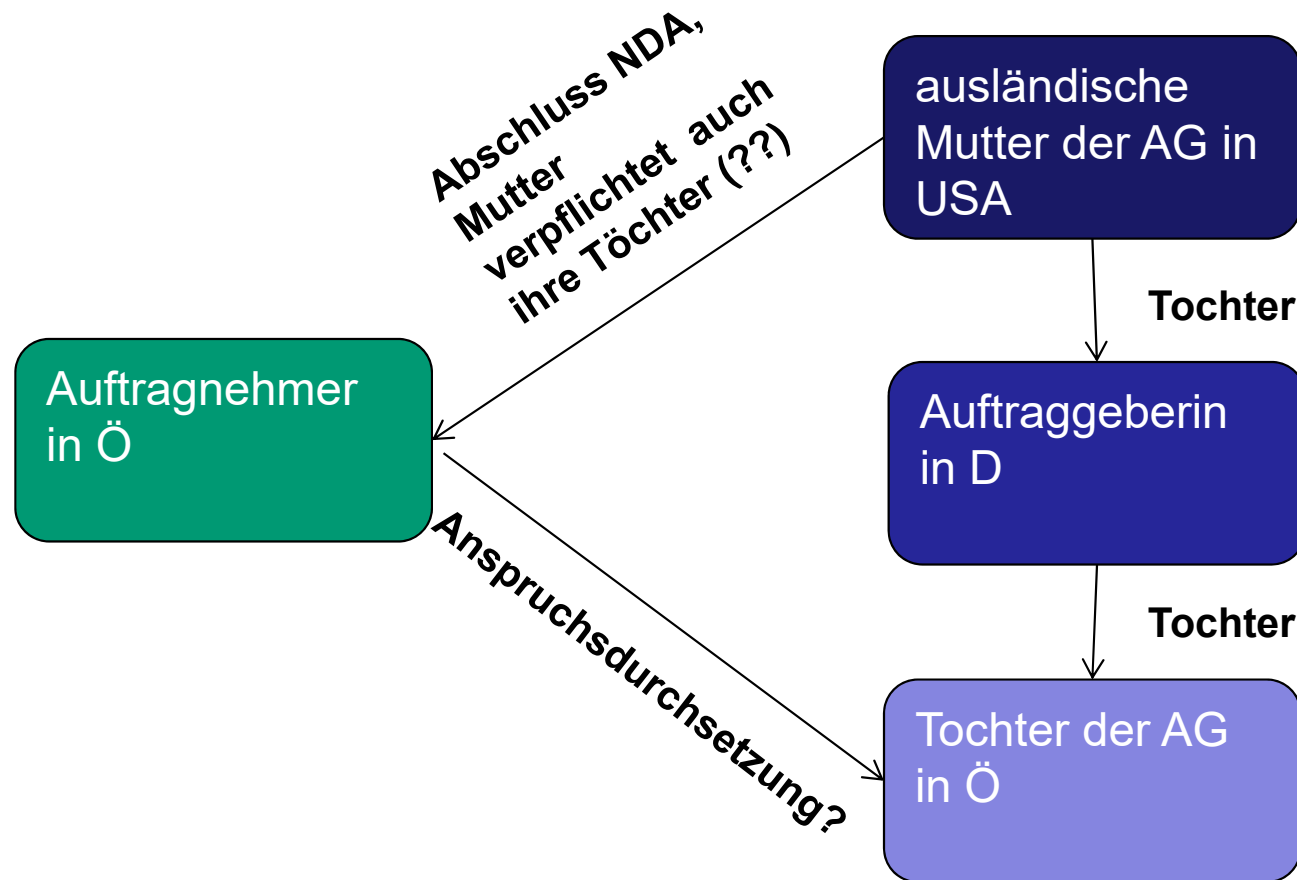 Abschluss NDA,
Mutter
verpflichtet auch
ihre Töchter (??)
ausländische
Mutter der AG in
USA
Tochter
Auftragnehmer
in Ö
Auftraggeberin
in D
Anspruchsdurchsetzung?
Tochter
Tochter der AG
in Ö